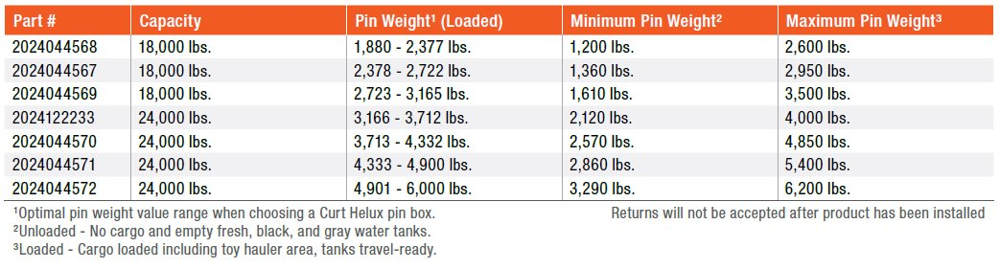 Part # Capacity Pin Weight¹ (Loaded) Minimum Pin Weight² Maximum Pin Weight³
2024044568 18,000 lbs. 1,880 - 2,377 lbs. 1,200 lbs. 2,600 lbs.
2024044567 18,000 lbs. 2,378 - 2,722 lbs. 1,360 lbs. 2,950 lbs.
2024044569 18,000 lbs. 2,723 - 3,165 lbs. 1,610 lbs. 3,500 lbs.
2024122233 24,000 lbs. 3,166 - 3,712 lbs. 2,120 lbs. 4,000 lbs.
2024044570 24,000 lbs. 3,713 - 4,332 lbs. 2,570 lbs. 4,850 lbs.
2024044571 24,000 lbs. 4,333 - 4,900 lbs. 2,860 lbs. 5,400 lbs.
2024044572 24,000 lbs. 4,901 - 6,000 lbs. 3,290 lbs. 6,200 lbs.
¹Optimal pin weight value range when choosing a Curt Helux pin box. Returns will not be accepted after product has been installed
²Unloaded - No cargo and empty fresh, black, and gray water tanks.
³Loaded - Cargo loaded including toy hauler area, tanks travel-ready.